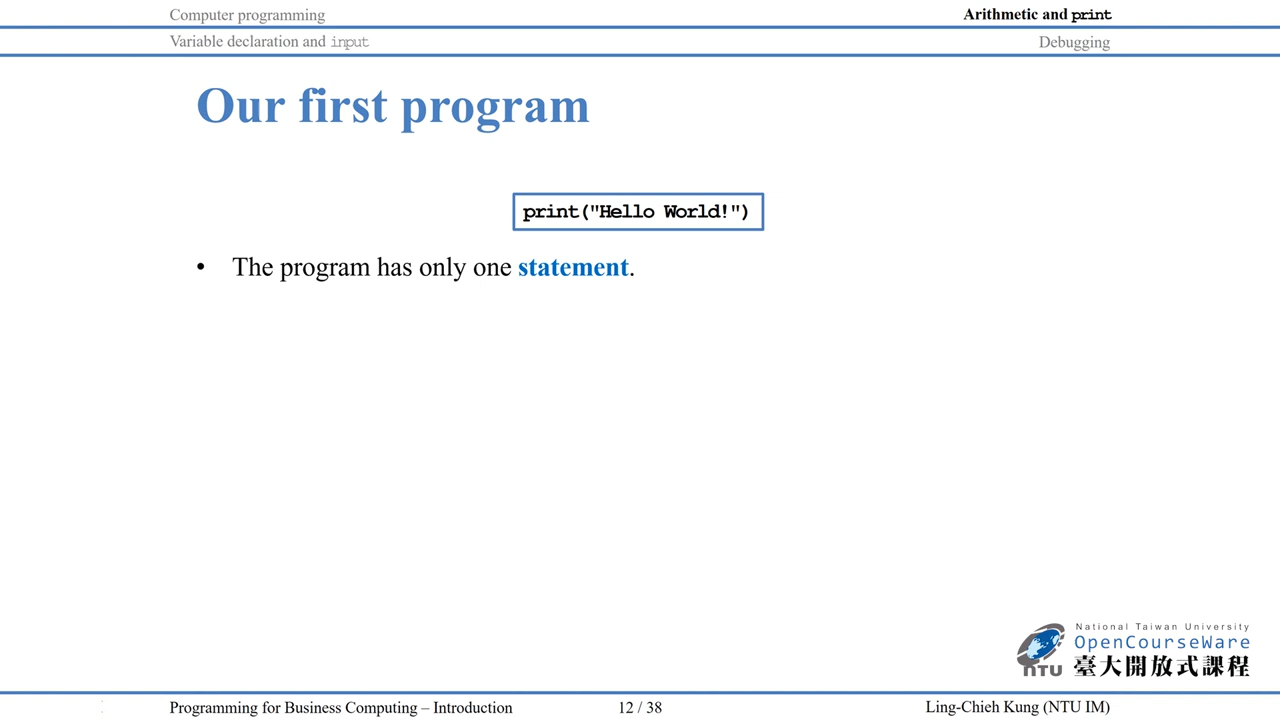 Computer programming
Arithmetic and print
Variable declaration and input
Debugging
Our first program
print("Hello World!")
• The program has only one statement.
National Taiwan University
OpenCourseWare
NTU 臺大開放式課程
Programming for Business Computing – Introduction
12 / 38
Ling-Chieh Kung (NTU IM)